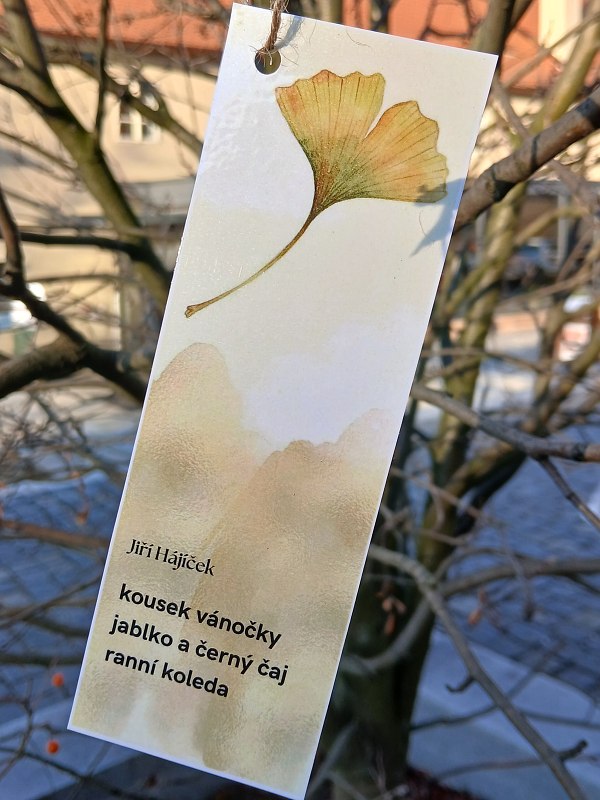 Jiří Hájíček
kousek vánočky
jablko a černý čaj
ranní koleda